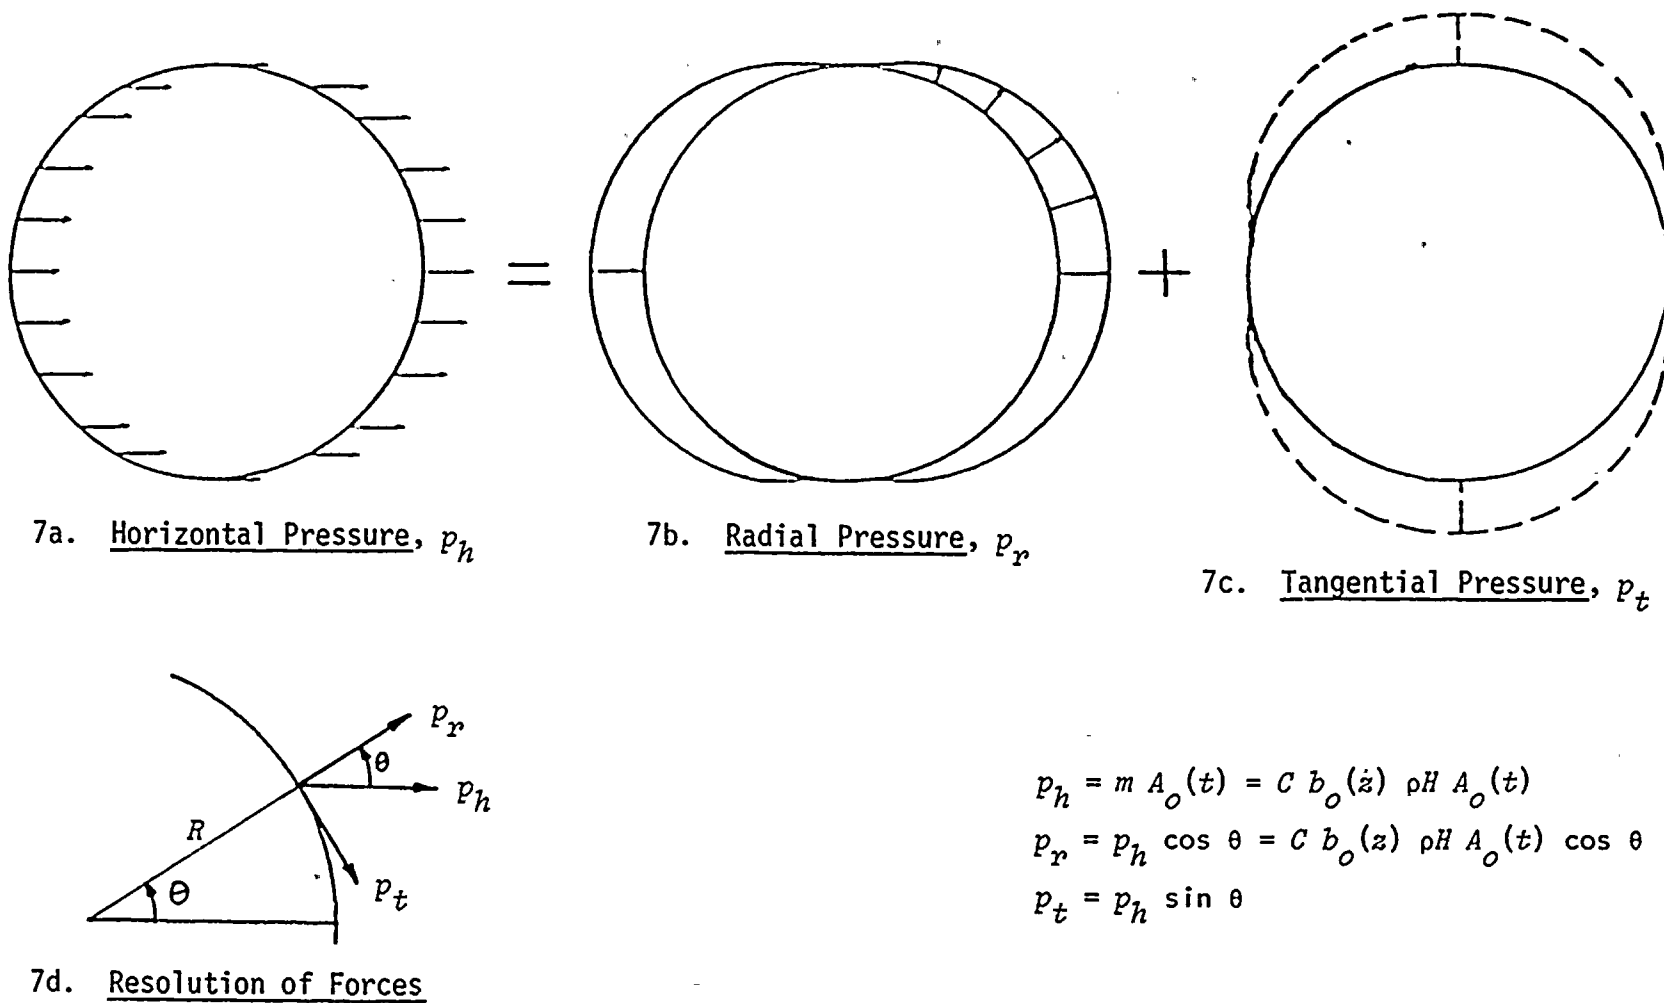 =
+
7a. Horizontal Pressure, p_h
7b. Radial Pressure, p_r
7c. Tangential Pressure, p_t
p_r
θ
p_h
R
θ
p_t
p_h = m A_o(t) = C b_o(ż) ρH A_o(t)
p_r = p_h cos θ = C b_o(z) ρH A_o(t) cos θ
p_t = p_h sin θ
7d. Resolution of Forces